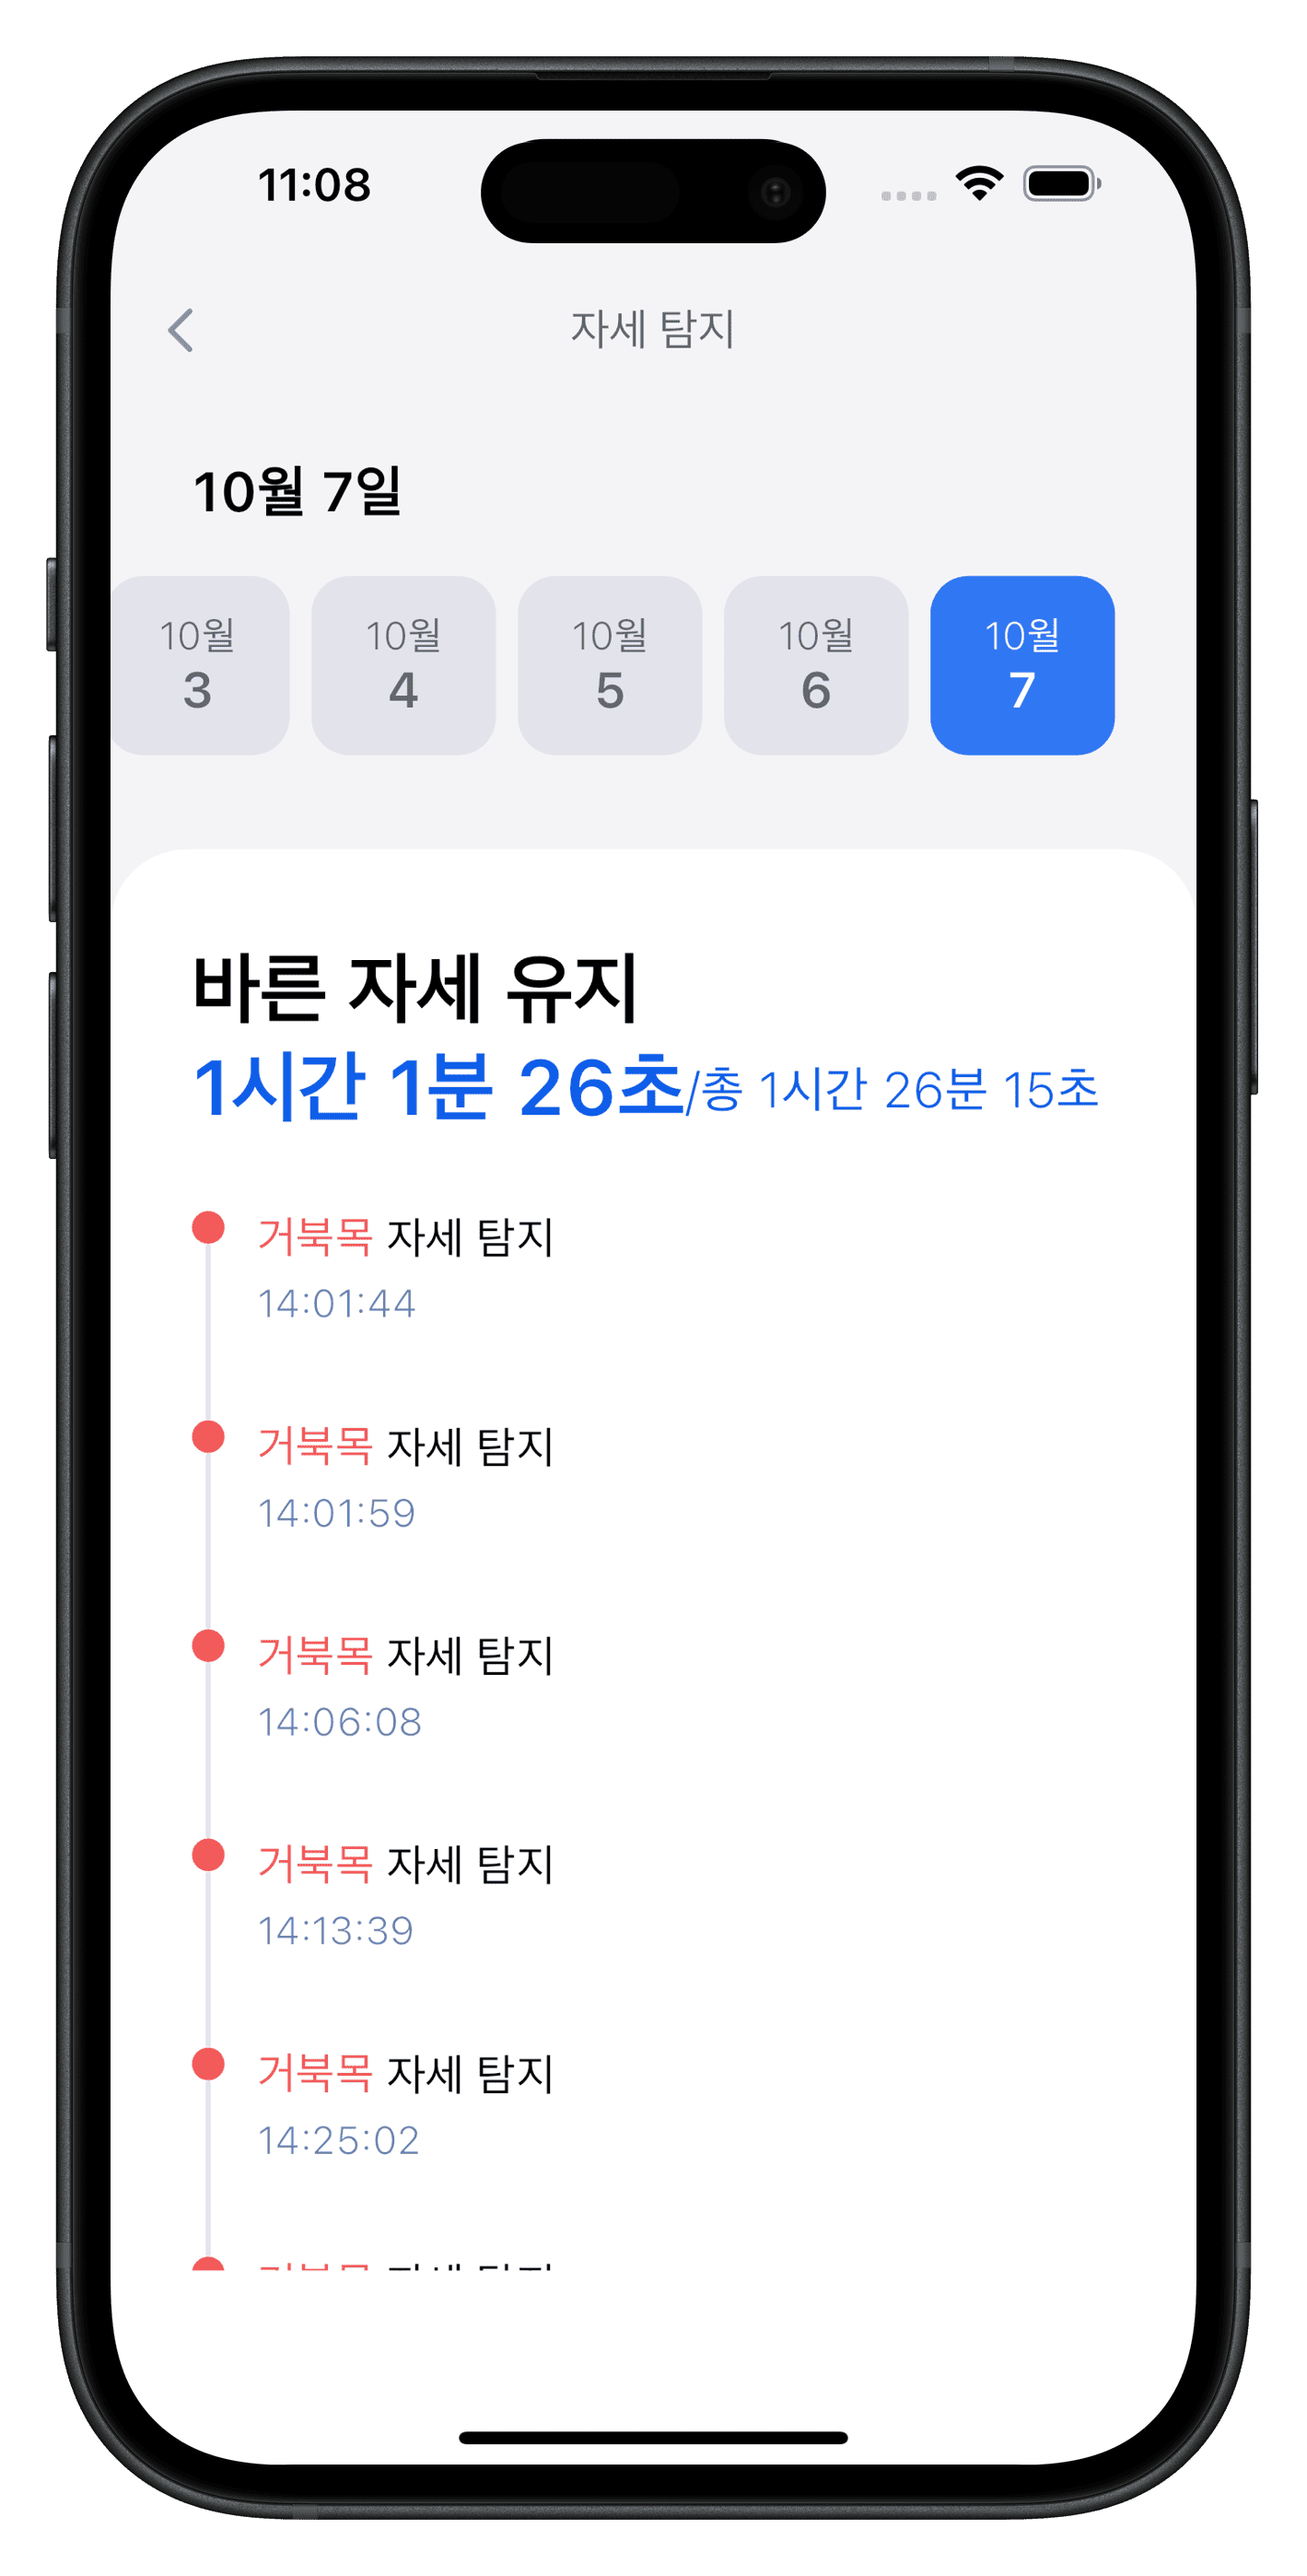 11:08
자세 탐지
10월 7일
10월 10월 10월 10월 10월
3 4 5 6 7
바른 자세 유지
1시간 1분 26초/총 1시간 26분 15초
거북목 자세 탐지
14:01:44
거북목 자세 탐지
14:01:59
거북목 자세 탐지
14:06:08
거북목 자세 탐지
14:13:39
거북목 자세 탐지
14:25:02